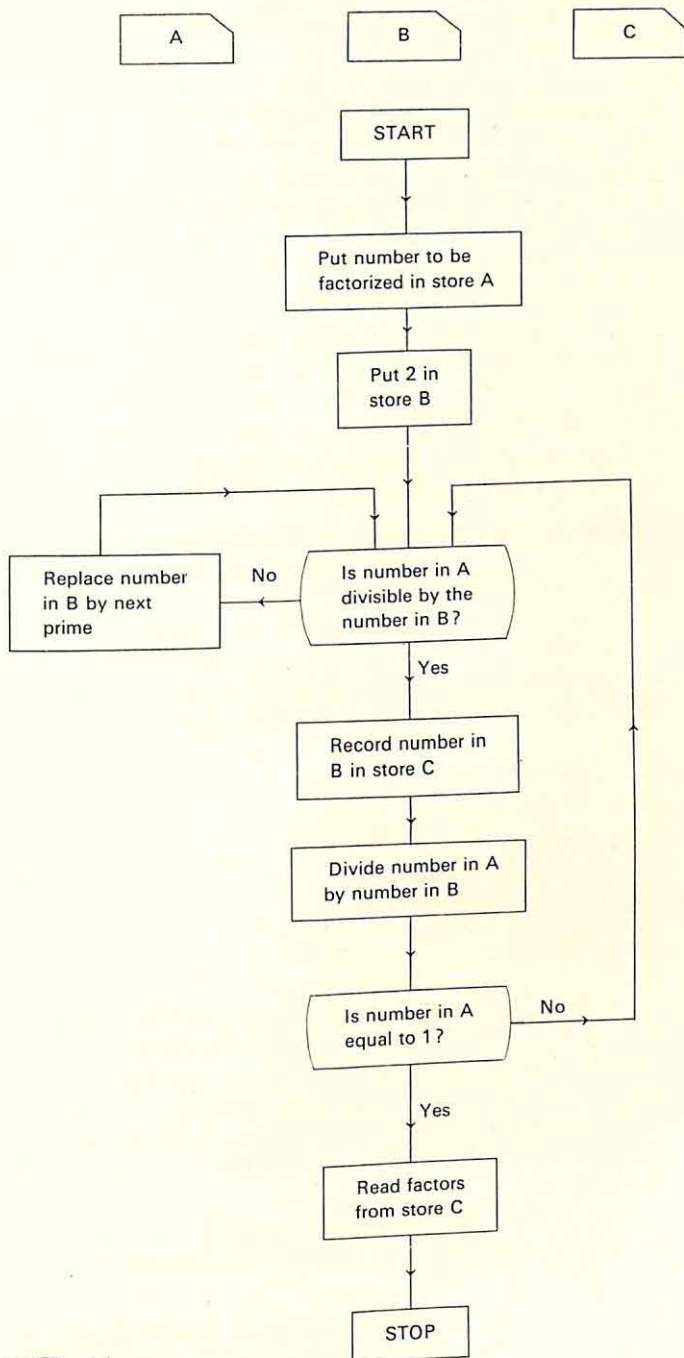 A
B
C
START
Put number to be
factorized in store A
Put 2 in
store B
Replace number
in B by next
prime
No
Is number in A
divisible by the
number in B?
Yes
Record number in
B in store C
Divide number in A
by number in B
Is number in A
equal to 1?
No
Yes
Read factors
from store C
STOP